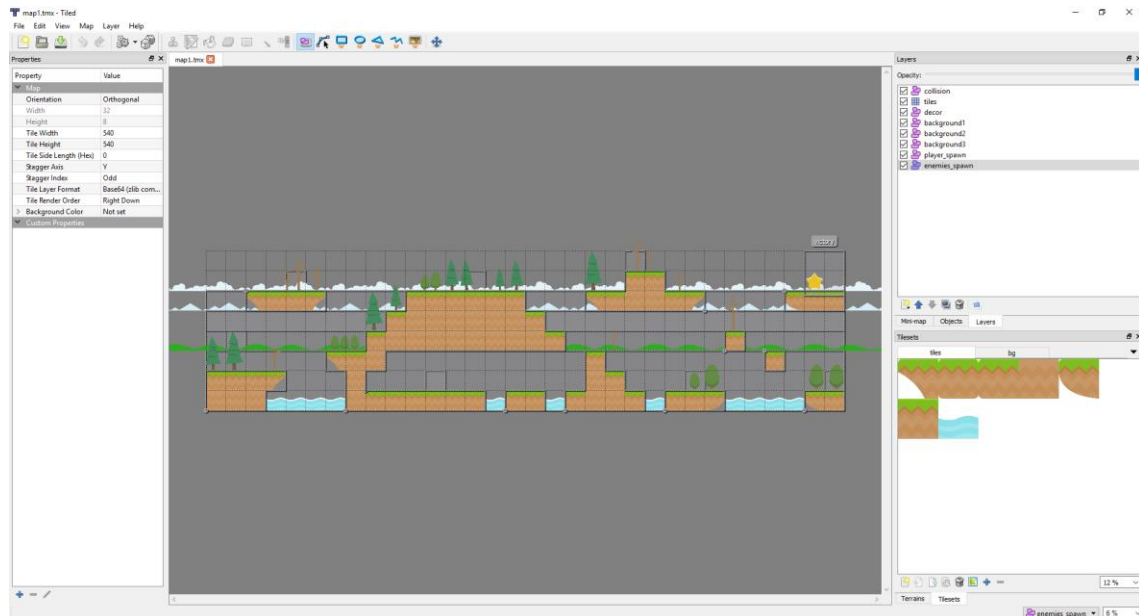 map1.tmx - Tiled
File Edit View Map Layer Help
Properties
Property Value
Map
Orientation Orthogonal
Width 32
Height 8
Tile Width 540
Tile Height 540
Tile Side Length (Hex) 0
Stagger Axis Y
Stagger Index Odd
Tile Layer Format Base64 (zlib com...
Tile Render Order Right Down
Background Color Not set
Custom Properties
map1.tmx
victory
Layers
Opacity:
collision
tiles
decor
background1
background2
background3
player_spawn
enemies_spawn
Mini-map Objects Layers
Tilesets
tiles bg
12 %
Terrains Tilesets
enemies_spawn 6 %